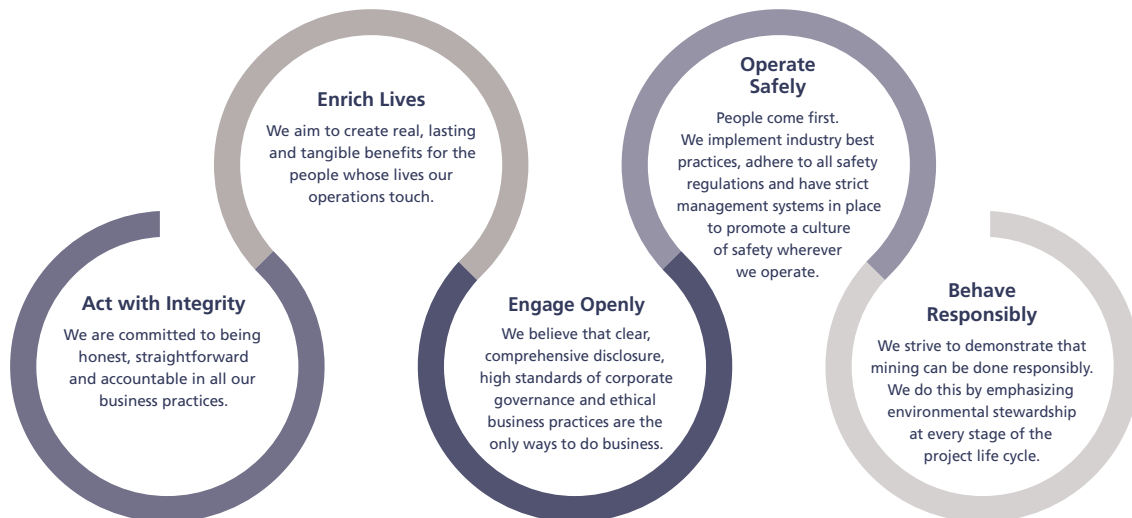 Act with Integrity
We are committed to being
honest, straightforward
and accountable in all our
business practices.
Enrich Lives
We aim to create real, lasting
and tangible benefits for the
people whose lives our
operations touch.
Engage Openly
We believe that clear,
comprehensive disclosure,
high standards of corporate
governance and ethical
business practices are the
only ways to do business.
Operate
Safely
People come first.
We implement industry best
practices, adhere to all safety
regulations and have strict
management systems in place
to promote a culture
of safety wherever
we operate.
Behave
Responsibly
We strive to demonstrate that
mining can be done responsibly.
We do this by emphasizing
environmental stewardship
at every stage of the
project life cycle.